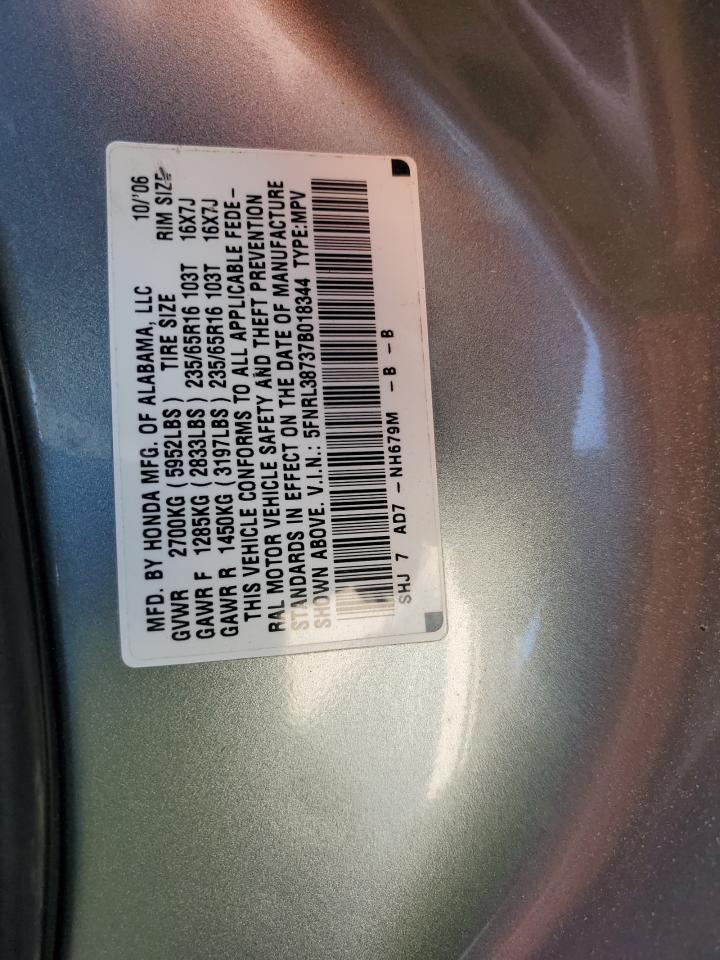 MFD. BY HONDA MFG. OF ALABAMA, LLC 10/'06
GVWR 2700KG (5952LBS) TIRE SIZE RIM SIZE
GAWR F 1285KG (2833LBS) 235/65R16 103T 16X7J
GAWR R 1450KG (3197LBS) 235/65R16 103T 16X7J
THIS VEHICLE CONFORMS TO ALL APPLICABLE FEDE-
RAL MOTOR VEHICLE SAFETY AND THEFT PREVENTION
STANDARDS IN EFFECT ON THE DATE OF MANUFACTURE
SHOWN ABOVE. V.I.N.: 5FNRL38737B018344 TYPE:MPV
SHJ 7 AD7 -NH679M -B -B